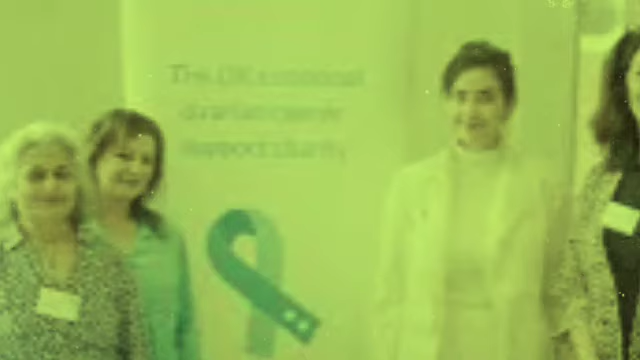 The UK's national
ovarian cancer
support charity